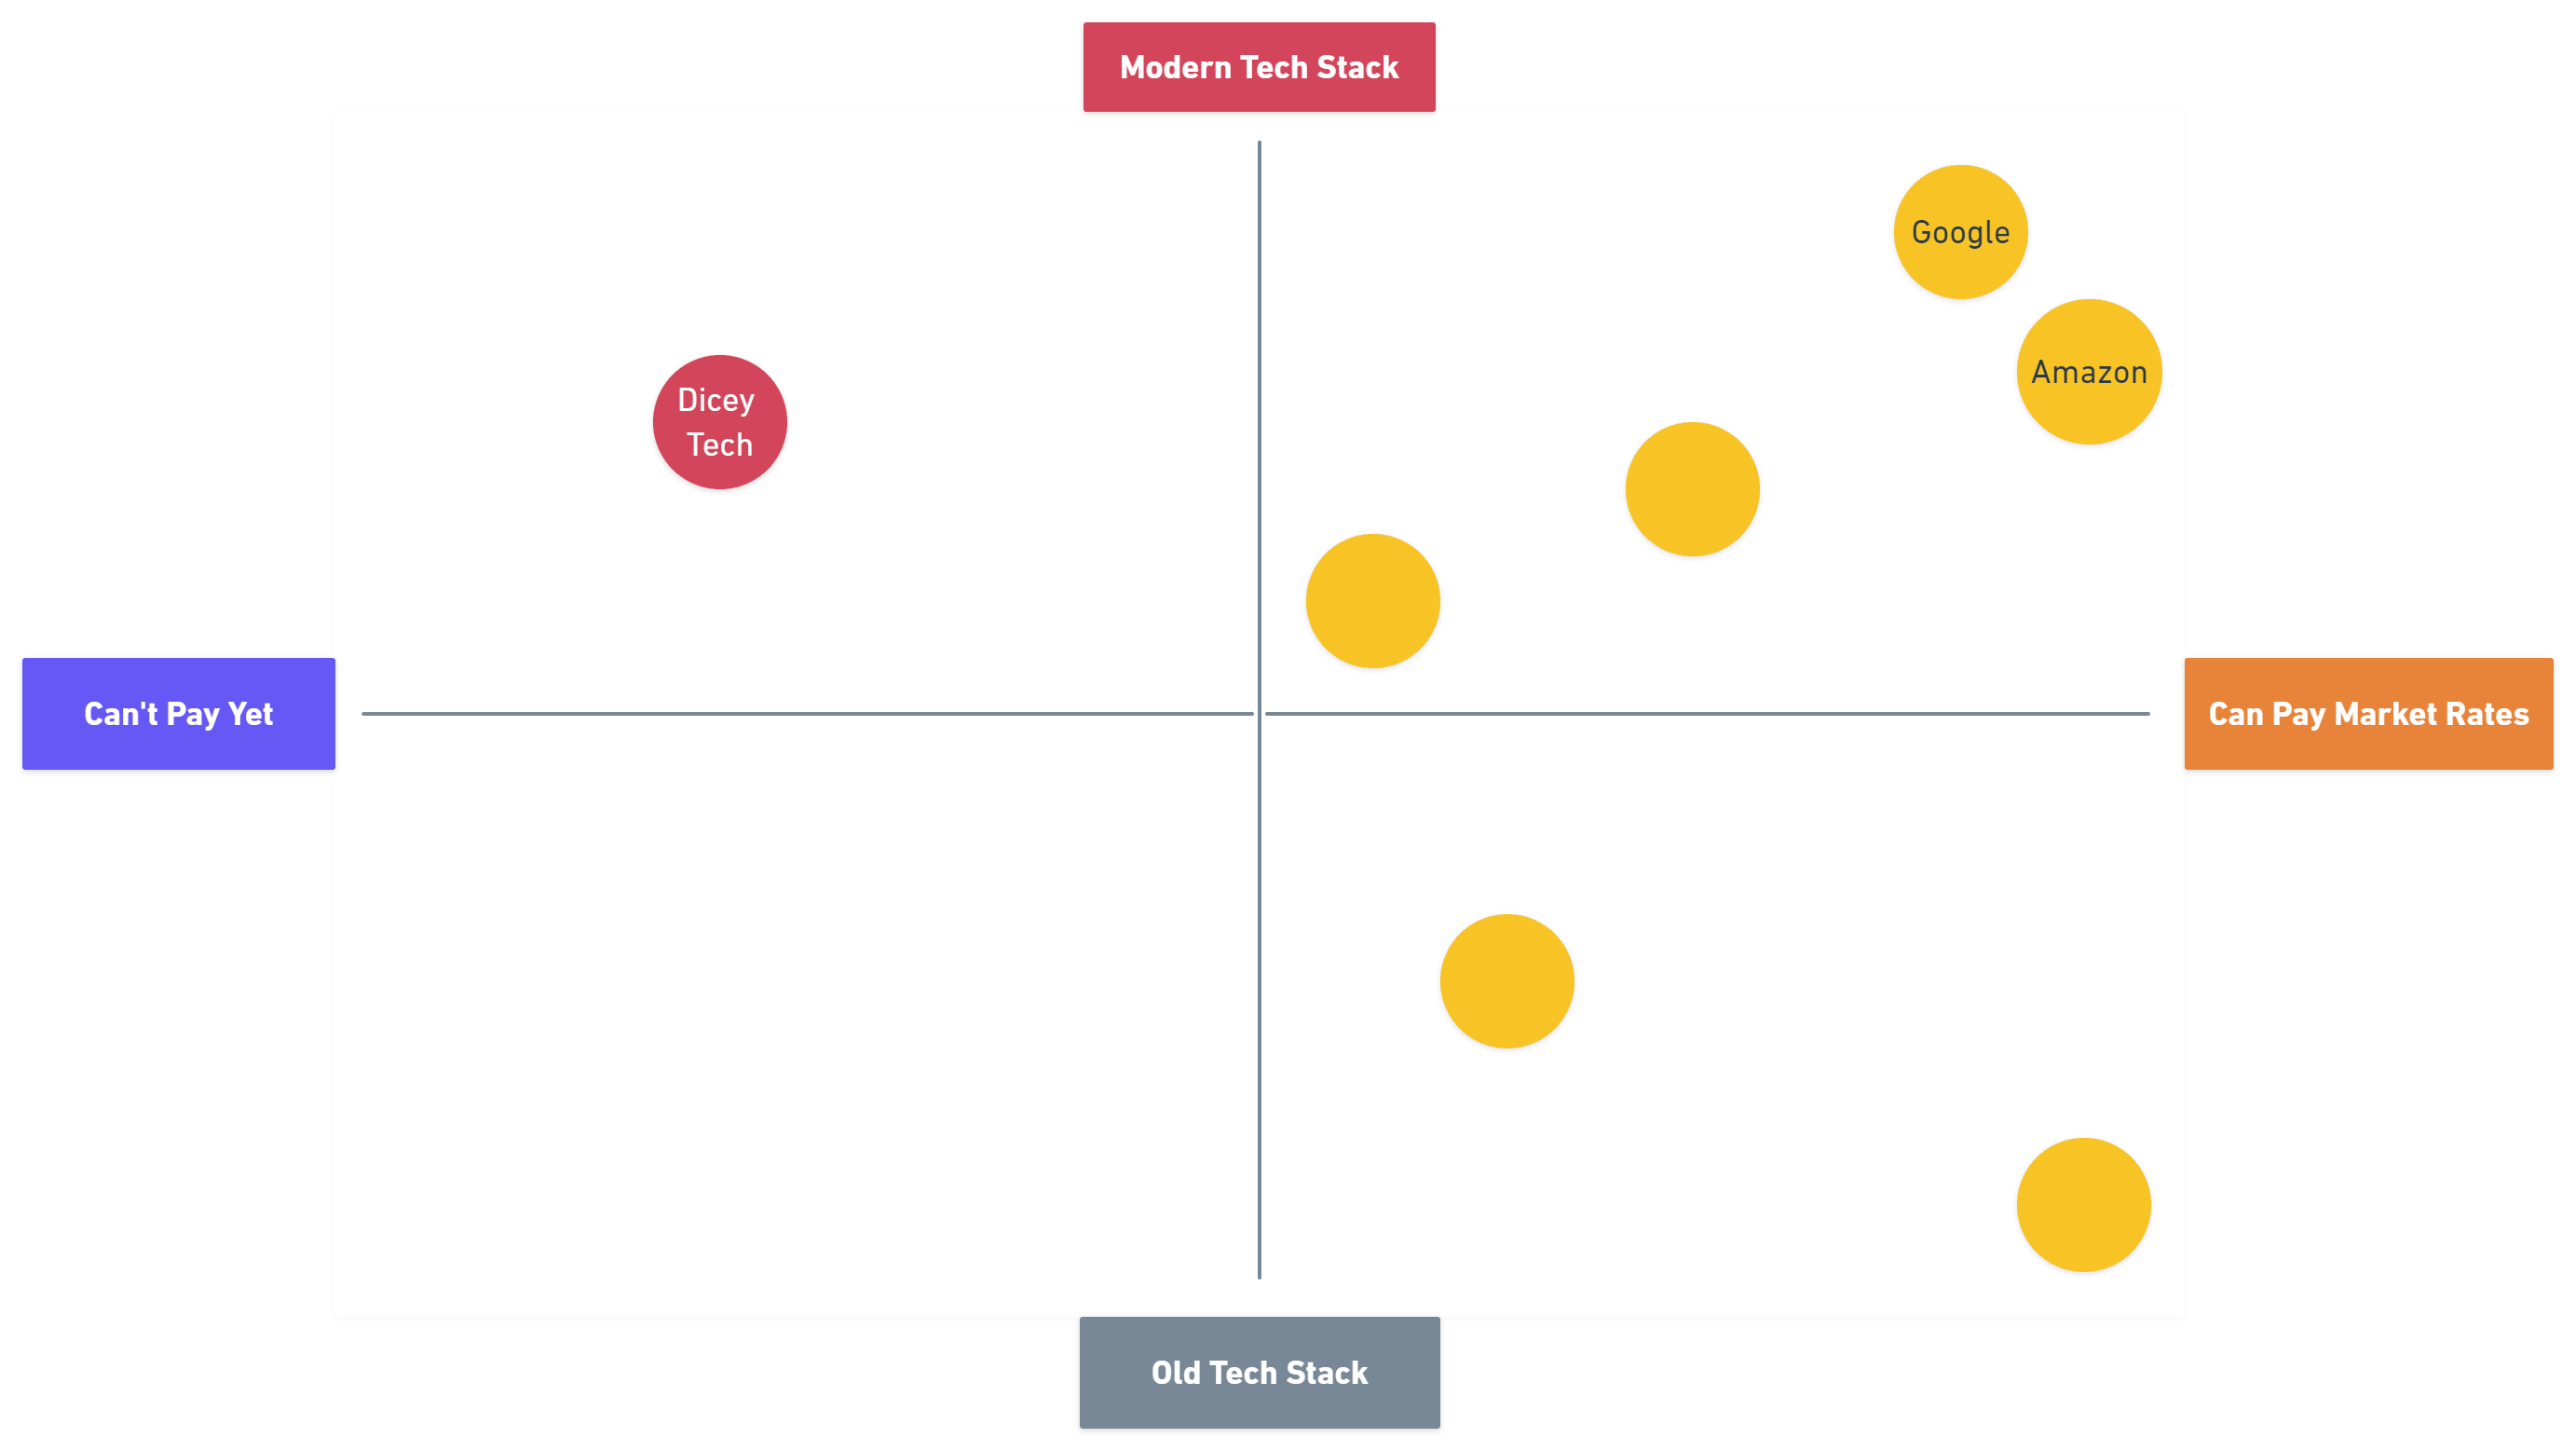 Modern Tech Stack
Google
Amazon
Dicey
Tech
Can't Pay Yet
Can Pay Market Rates
Old Tech Stack